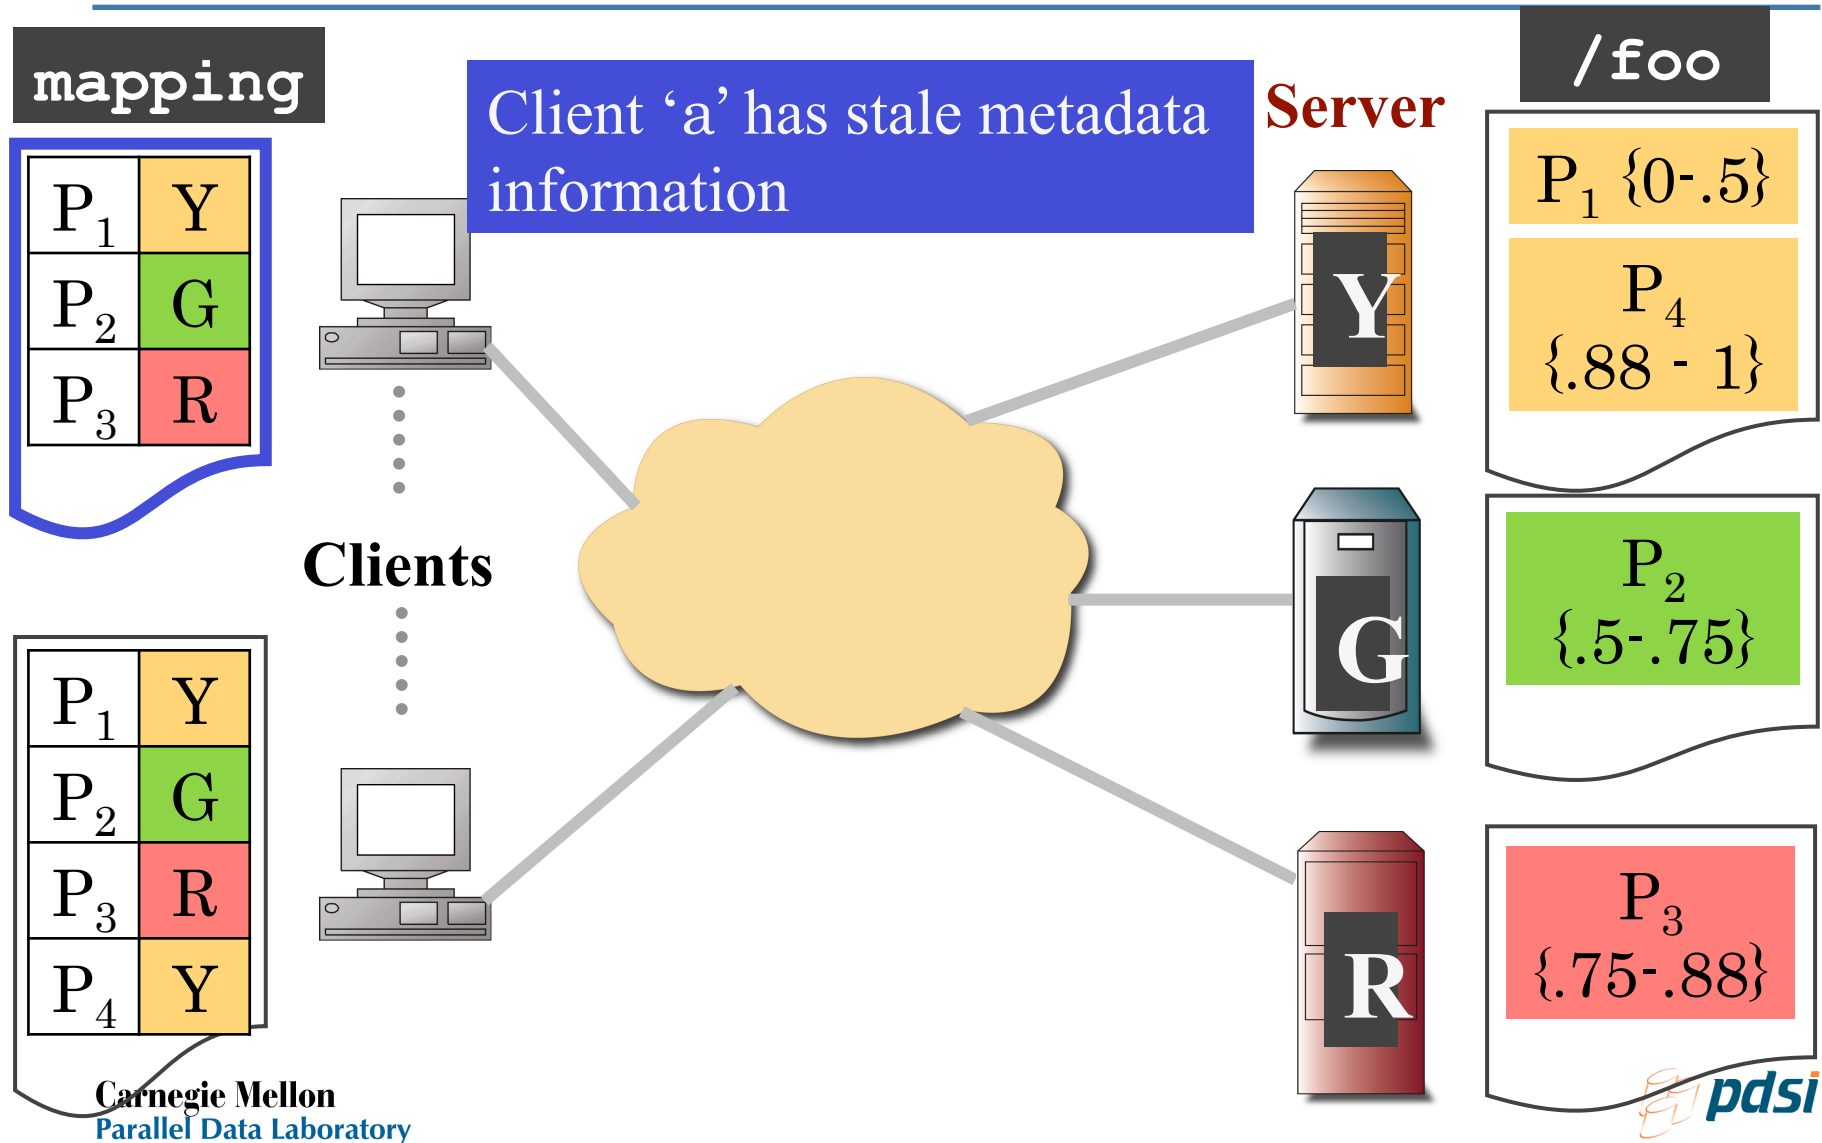 mapping
P1 Y
P2 G
P3 R
Client ‘a’ has stale metadata
information
Server
/foo
Y
P1 {0-.5}
P4
{.88 - 1}
Clients
G
P2
{.5-.75}
P1 Y
P2 G
P3 R
P4 Y
R
P3
{.75-.88}
Carnegie Mellon
Parallel Data Laboratory
pdsi